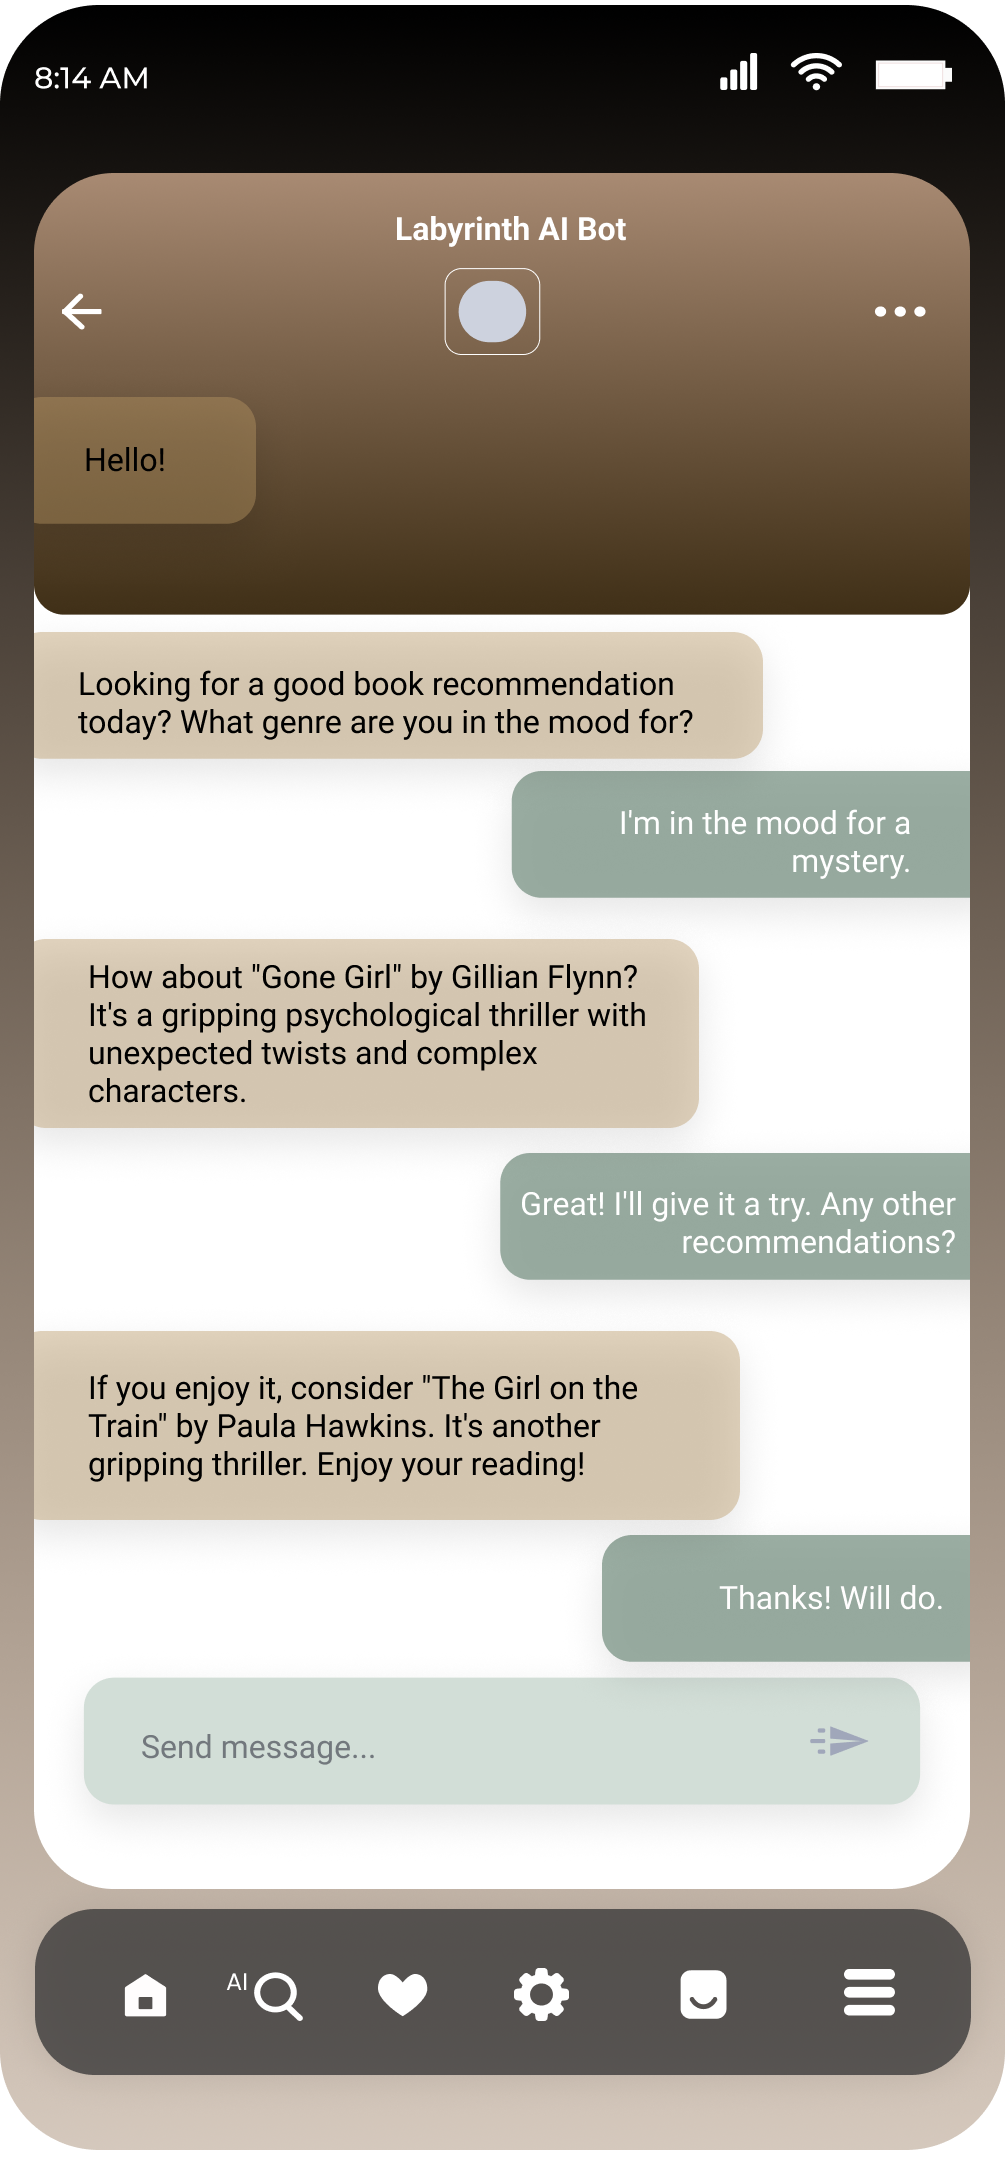 8:14 AM
Labyrinth AI Bot
Hello!
Looking for a good book recommendation
today? What genre are you in the mood for?
I'm in the mood for a
mystery.
How about "Gone Girl" by Gillian Flynn?
It's a gripping psychological thriller with
unexpected twists and complex
characters.
Great! I'll give it a try. Any other
recommendations?
If you enjoy it, consider "The Girl on the
Train" by Paula Hawkins. It's another
gripping thriller. Enjoy your reading!
Thanks! Will do.
Send message...
AI